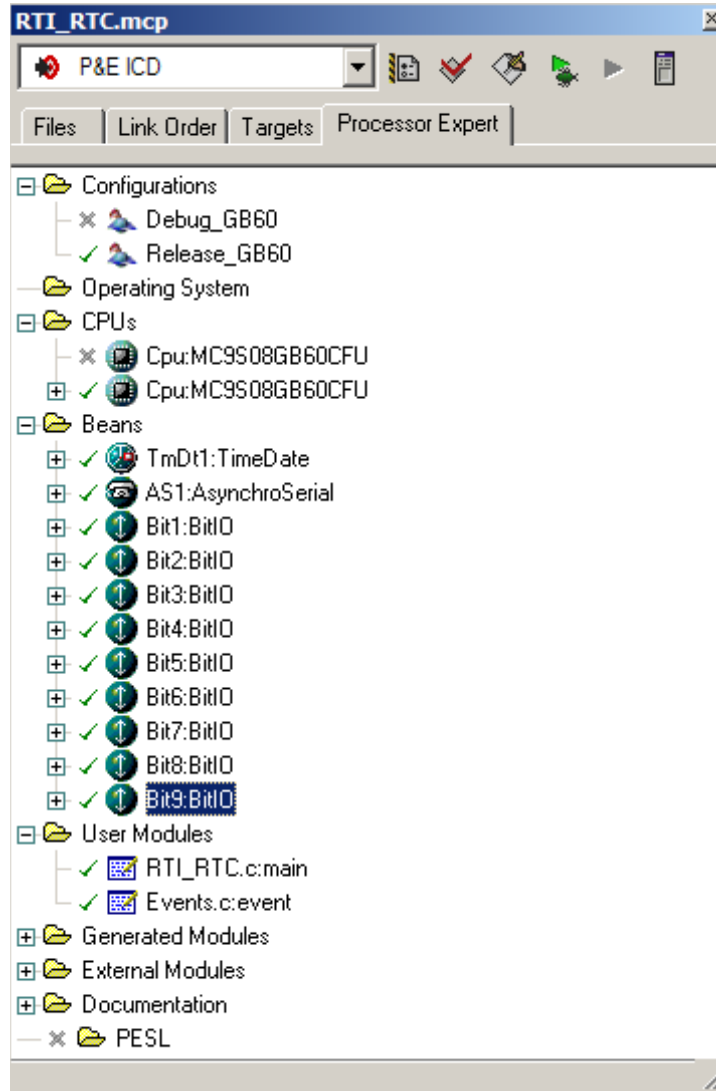 RTI_RTC.mcp
P&E ICD
Files Link Order Targets Processor Expert
Configurations
Debug_GB60
Release_GB60
Operating System
CPUs
Cpu:MC9S08GB60CFU
Cpu:MC9S08GB60CFU
Beans
TmDt1:TimeDate
AS1:AsynchroSerial
Bit1:BitIO
Bit2:BitIO
Bit3:BitIO
Bit4:BitIO
Bit5:BitIO
Bit6:BitIO
Bit7:BitIO
Bit8:BitIO
Bit9:BitIO
User Modules
RTI_RTC.c:main
Events.c:event
Generated Modules
External Modules
Documentation
PESL